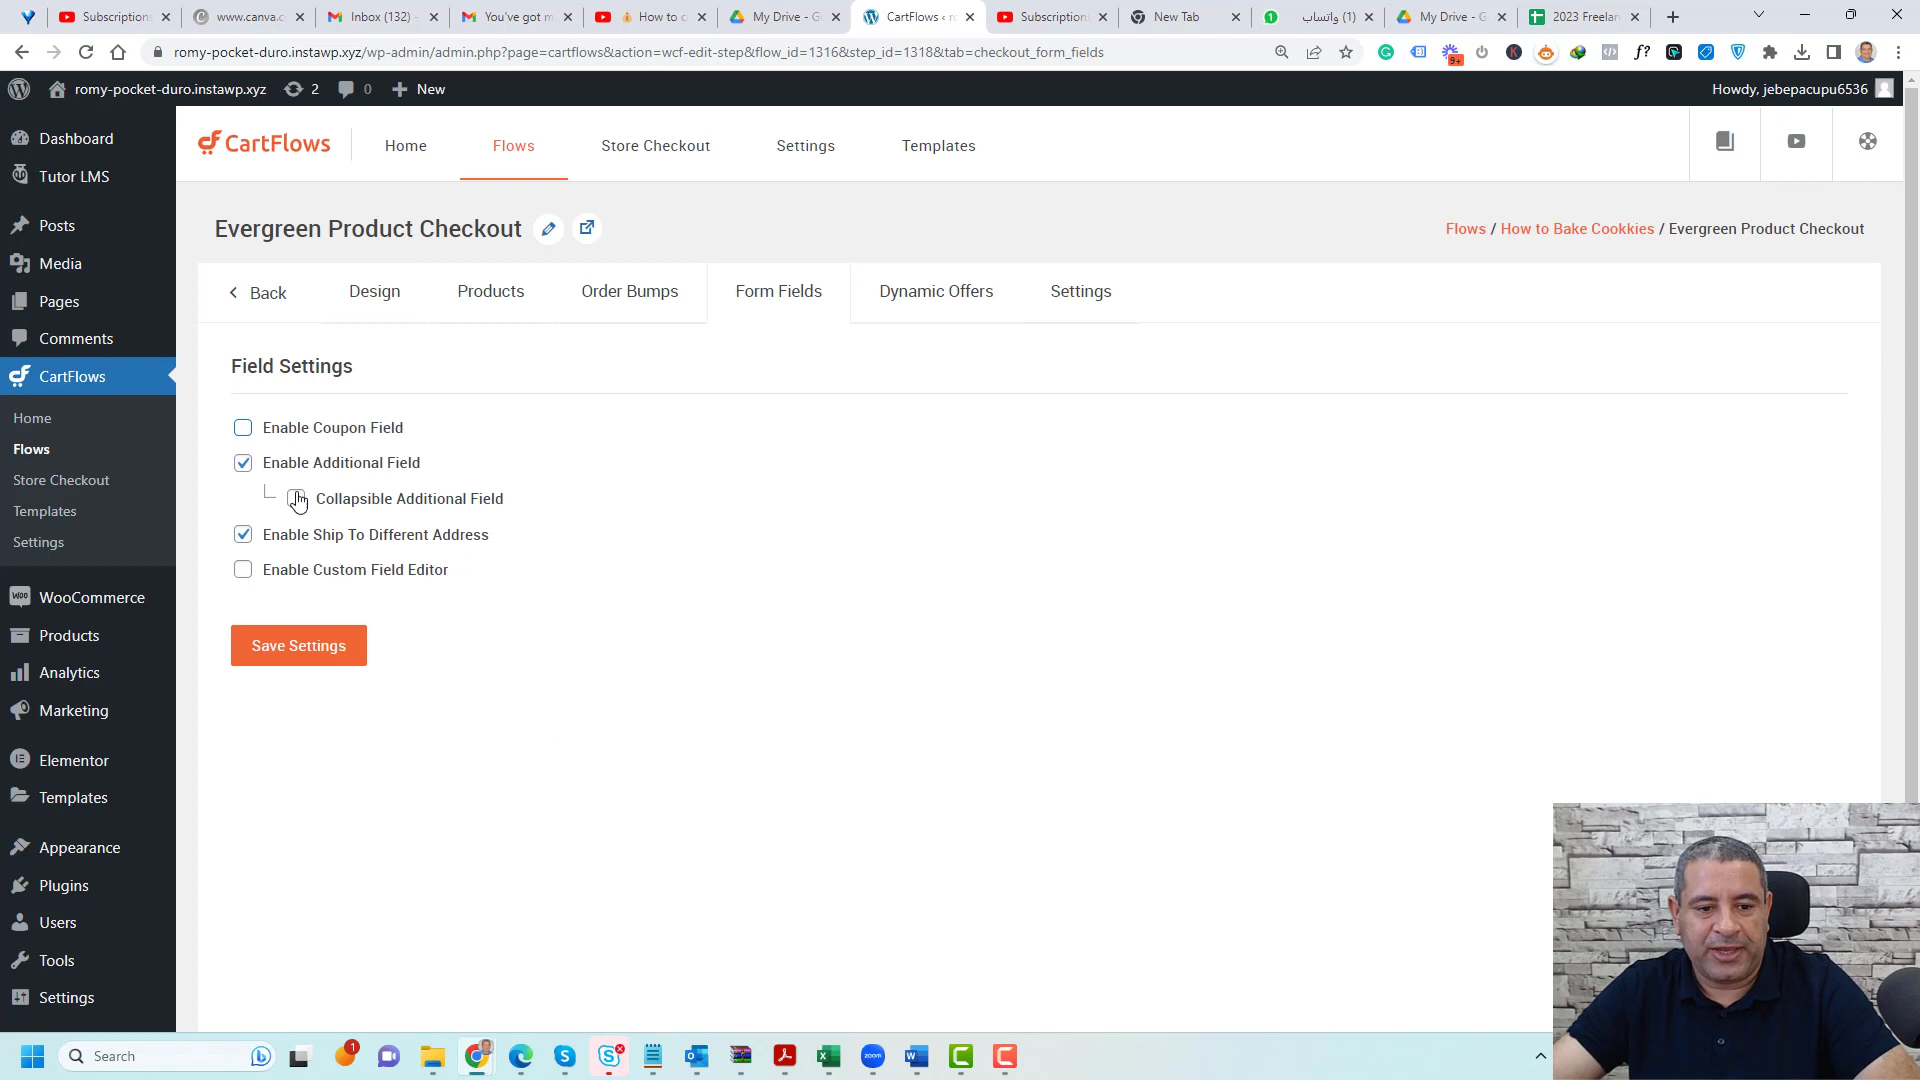 Subscriptions
www.canva.c
Inbox (132) -
You've got m
How to c
My Drive - G
CartFlows ‹ ro
Subscriptions
New Tab
واتساب (1)
My Drive - G
2023 Freelan
romy-pocket-duro.instawp.xyz/wp-admin/admin.php?page=cartflows&action=wcf-edit-step&flow_id=1316&step_id=1318&tab=checkout_form_fields
9+
f?
romy-pocket-duro.instawp.xyz
2
0
New
Howdy, jebepacupu6536
Dashboard
Tutor LMS
Posts
Media
Pages
Comments
CartFlows
Home
Flows
Store Checkout
Templates
Settings
WooCommerce
Products
Analytics
Marketing
Elementor
Templates
Appearance
Plugins
Users
Tools
Settings
CartFlows
Home
Flows
Store Checkout
Settings
Templates
Evergreen Product Checkout
Flows / How to Bake Cookkies / Evergreen Product Checkout
Back
Design
Products
Order Bumps
Form Fields
Dynamic Offers
Settings
Field Settings
Enable Coupon Field
Enable Additional Field
Collapsible Additional Field
Enable Ship To Different Address
Enable Custom Field Editor
Save Settings
Search
1
zoom